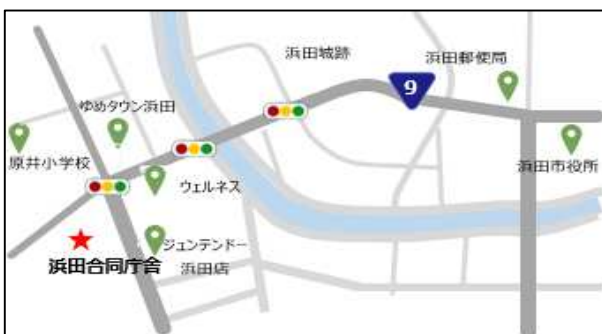 浜田城跡
浜田郵便局
9
ゆめタウン浜田
原井小学校
ウェルネス
浜田市役所
ジュンテンドー
浜田店
浜田合同庁舎